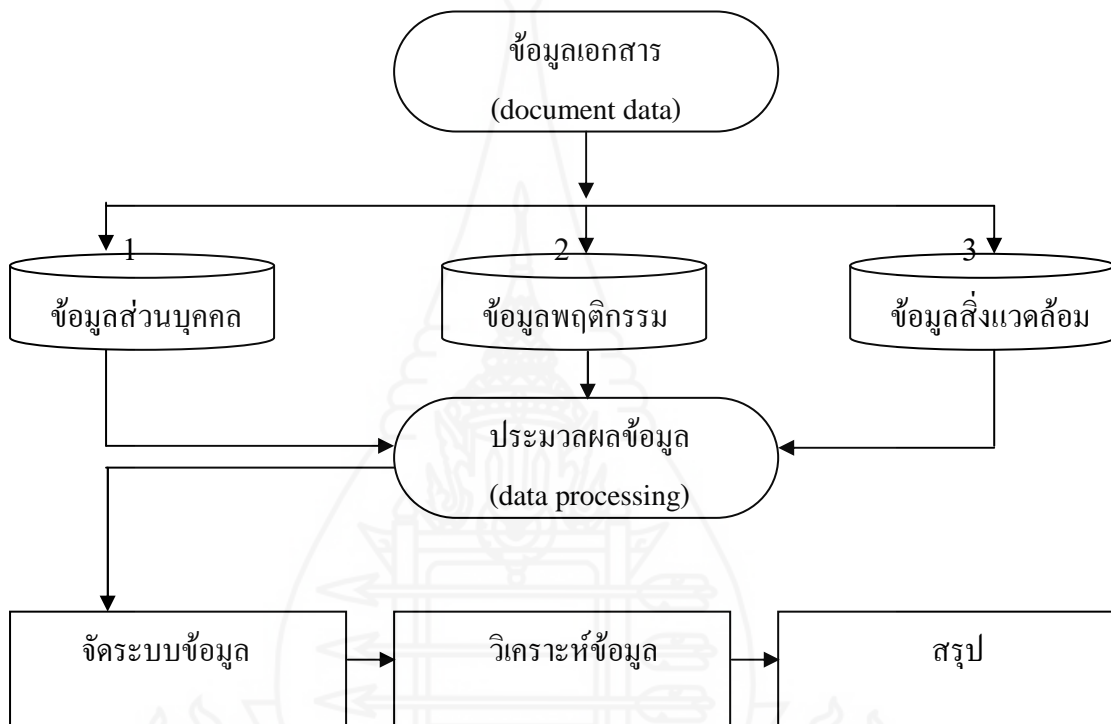 ข้อมูลเอกสาร
(document data)
1
2
3
ข้อมูลส่วนบุคคล
ข้อมูลพฤติกรรม
ข้อมูลสิ่งแวดล้อม
ประมวลผลข้อมูล
(data processing)
จัดระบบข้อมูล
วิเคราะห์ข้อมูล
สรุป